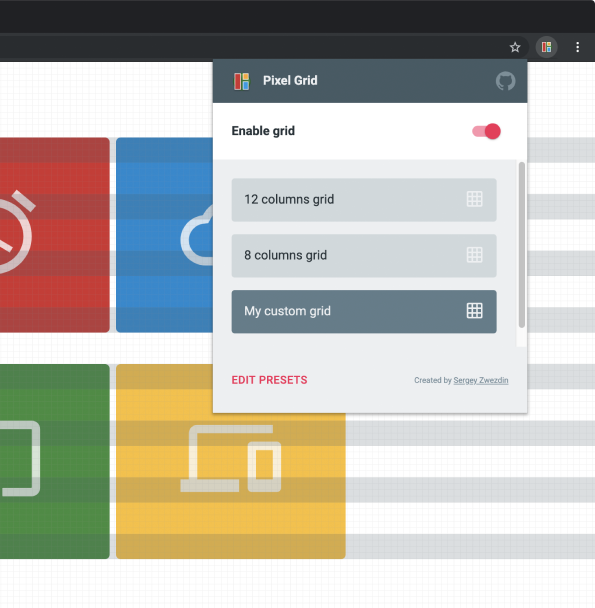 Pixel Grid
Enable grid
12 columns grid
8 columns grid
My custom grid
EDIT PRESETS
Created by Sergey Zwezdin